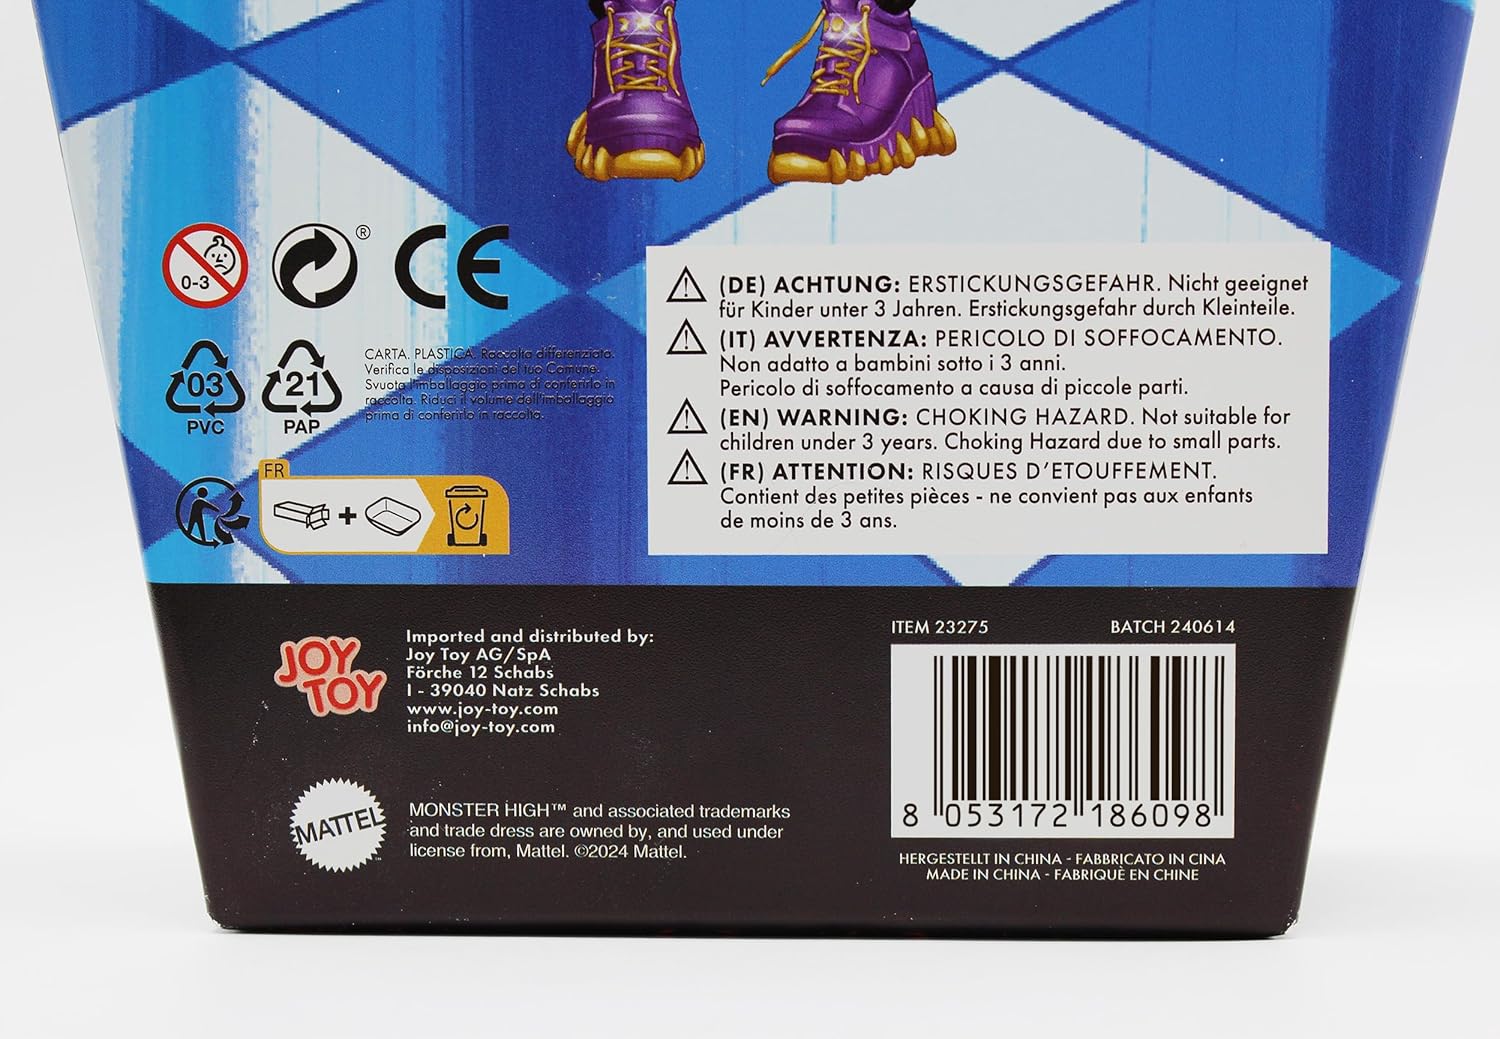 0-3
®
CE
03
PVC
21
PAP
CARTA. PLASTICA. Raccolta differenziata.
Verifica le disposizioni del tuo Comune.
Svuota l'imballaggio prima di conferirlo in
raccolta. Riduci il volume dell'imballaggio
prima di conferirlo in raccolta.
FR
+
(DE) ACHTUNG: ERSTICKUNGSGEFAHR. Nicht geeignet
für Kinder unter 3 Jahren. Erstickungsgefahr durch Kleinteile.
(IT) AVVERTENZA: PERICOLO DI SOFFOCAMENTO.
Non adatto a bambini sotto i 3 anni.
Pericolo di soffocamento a causa di piccole parti.
(EN) WARNING: CHOKING HAZARD. Not suitable for
children under 3 years. Choking Hazard due to small parts.
(FR) ATTENTION: RISQUES D'ETOUFFEMENT.
Contient des petites pièces - ne convient pas aux enfants
de moins de 3 ans.
JOY
TOY
Imported and distributed by:
Joy Toy AG/SpA
Förche 12 Schabs
I - 39040 Natz Schabs
www.joy-toy.com
info@joy-toy.com
MATTEL
MONSTER HIGH™ and associated trademarks
and trade dress are owned by, and used under
license from, Mattel. ©2024 Mattel.
ITEM 23275 BATCH 240614
8 053172 186098
HERGESTELLT IN CHINA - FABBRICATO IN CINA
MADE IN CHINA - FABRIQUÈ EN CHINE